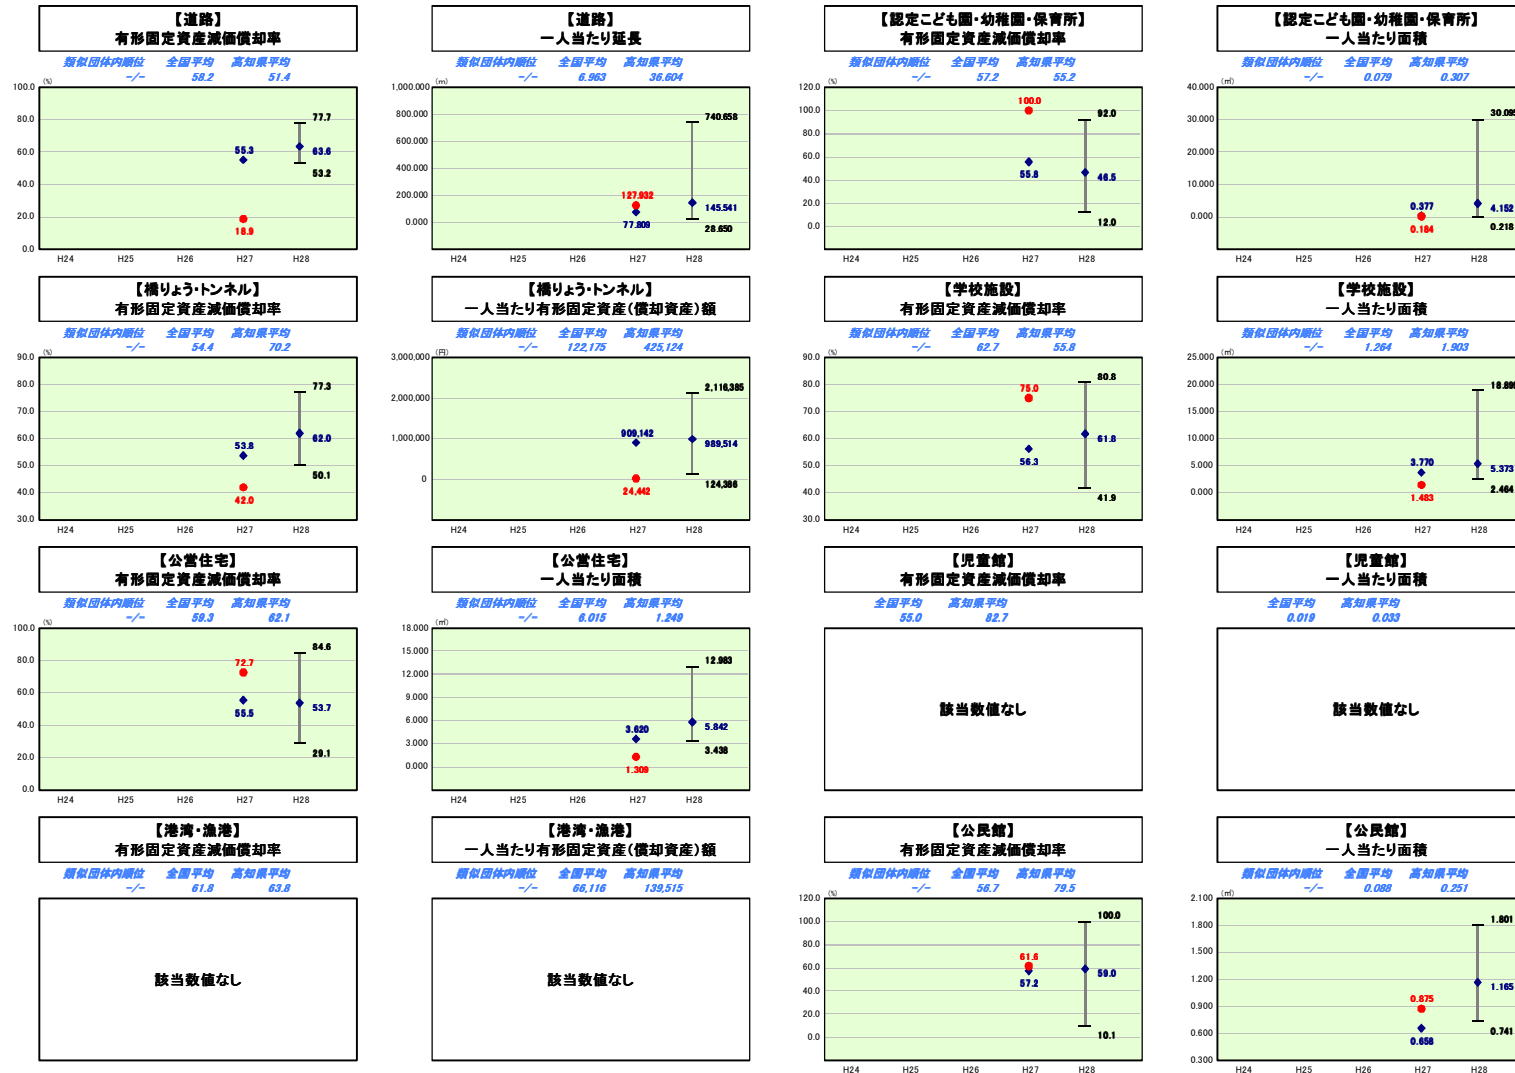 【道路】
有形固定資産減価償却率
類似団体内順位 全国平均 高知県平均
-/- 58.2 51.4
(%)
100.0
80.0
60.0
40.0
20.0
0.0
55.3
18.9
77.7
63.6
53.2
H24 H25 H26 H27 H28
【道路】
一人当たり延長
類似団体内順位 全国平均 高知県平均
-/- 6.963 36.604
(m)
1,000.000
800.000
600.000
400.000
200.000
0.000
127.932
77.809
740.658
145.541
28.650
H24 H25 H26 H27 H28
【認定こども園・幼稚園・保育所】
有形固定資産減価償却率
類似団体内順位 全国平均 高知県平均
-/- 57.2 55.2
(%)
120.0
100.0
80.0
60.0
40.0
20.0
0.0
100.0
55.8
92.0
46.5
12.0
H24 H25 H26 H27 H28
【認定こども園・幼稚園・保育所】
一人当たり面積
類似団体内順位 全国平均 高知県平均
-/- 0.079 0.307
(㎡)
40.000
30.000
20.000
10.000
0.000
0.377
0.184
30.095
4.152
0.218
H24 H25 H26 H27 H28
【橋りょう・トンネル】
有形固定資産減価償却率
類似団体内順位 全国平均 高知県平均
-/- 54.4 70.2
(%)
90.0
80.0
70.0
60.0
50.0
40.0
30.0
53.8
42.0
77.3
62.0
50.1
H24 H25 H26 H27 H28
【橋りょう・トンネル】
一人当たり有形固定資産(償却資産)額
類似団体内順位 全国平均 高知県平均
-/- 122,175 425,124
(円)
3,000,000
2,000,000
1,000,000
0
909,142
24,442
2,116,385
989,514
124,386
H24 H25 H26 H27 H28
【学校施設】
有形固定資産減価償却率
類似団体内順位 全国平均 高知県平均
-/- 62.7 55.8
(%)
90.0
80.0
70.0
60.0
50.0
40.0
30.0
75.0
56.3
80.8
61.8
41.9
H24 H25 H26 H27 H28
【学校施設】
一人当たり面積
類似団体内順位 全国平均 高知県平均
-/- 1.264 1.903
(㎡)
25.000
20.000
15.000
10.000
5.000
0.000
3.770
1.483
5.373
2.464
H24 H25 H26 H27 H28
【公営住宅】
有形固定資産減価償却率
類似団体内順位 全国平均 高知県平均
-/- 59.3 62.1
(%)
100.0
80.0
60.0
40.0
20.0
0.0
72.7
55.5
84.6
53.7
29.1
H24 H25 H26 H27 H28
【公営住宅】
一人当たり面積
類似団体内順位 全国平均 高知県平均
-/- 6.015 1.249
(㎡)
18.000
15.000
12.000
9.000
6.000
3.000
0.000
3.620
1.309
12.983
5.842
3.438
H24 H25 H26 H27 H28
【児童館】
有形固定資産減価償却率
全国平均 高知県平均
55.0 82.7
該当数値なし
【児童館】
一人当たり面積
全国平均 高知県平均
0.019 0.033
該当数値なし
【港湾・漁港】
有形固定資産減価償却率
類似団体内順位 全国平均 高知県平均
-/- 61.8 63.8
該当数値なし
【港湾・漁港】
一人当たり有形固定資産(償却資産)額
類似団体内順位 全国平均 高知県平均
-/- 66,116 139,515
該当数値なし
【公民館】
有形固定資産減価償却率
類似団体内順位 全国平均 高知県平均
-/- 56.7 79.5
(%)
120.0
100.0
80.0
60.0
40.0
20.0
0.0
61.6
57.2
100.0
59.0
10.1
H24 H25 H26 H27 H28
【公民館】
一人当たり面積
類似団体内順位 全国平均 高知県平均
-/- 0.088 0.251
(㎡)
2.100
1.800
1.500
1.200
0.900
0.600
0.300
0.875
0.658
1.801
1.165
0.741
H24 H25 H26 H27 H28